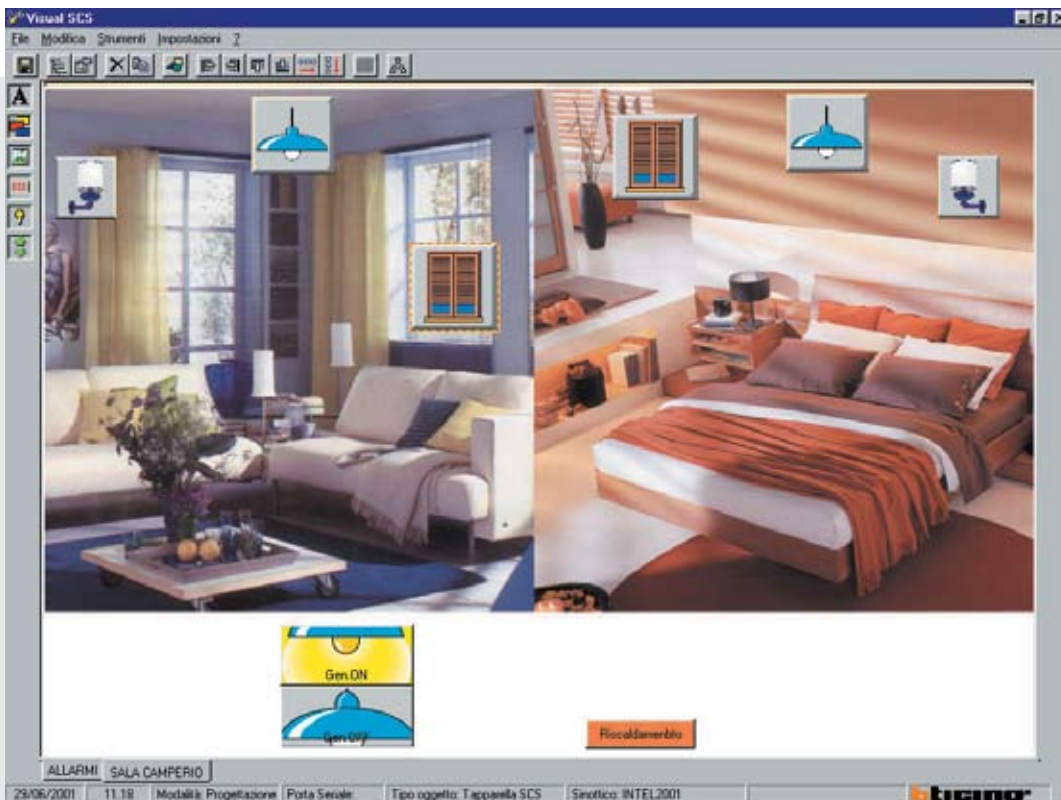 Visual SCS
File Modifica Strumenti Impostazioni ?
A
Gen.ON
Gen.OFF
Riscaldamenbto
ALLARMI SALA CAMPERIO
29/06/2001 11.18 Modalità: Progettazione Porta Seriale: Tipo oggetto: Tapparella SCS Sinottico: INTEL2001
bticino